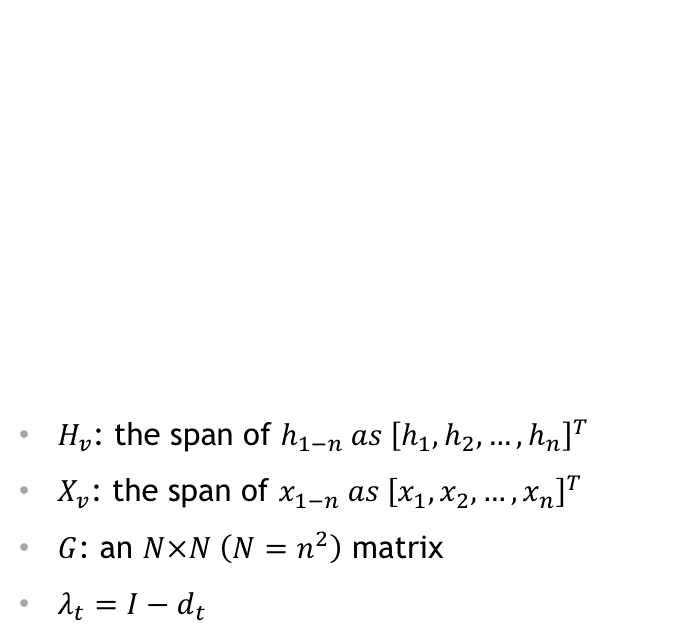 • H_v: the span of h_{1−n} as [h_1, h_2, …, h_n]^T
• X_v: the span of x_{1−n} as [x_1, x_2, …, x_n]^T
• G: an N×N (N = n^2) matrix
• λ_t = I − d_t